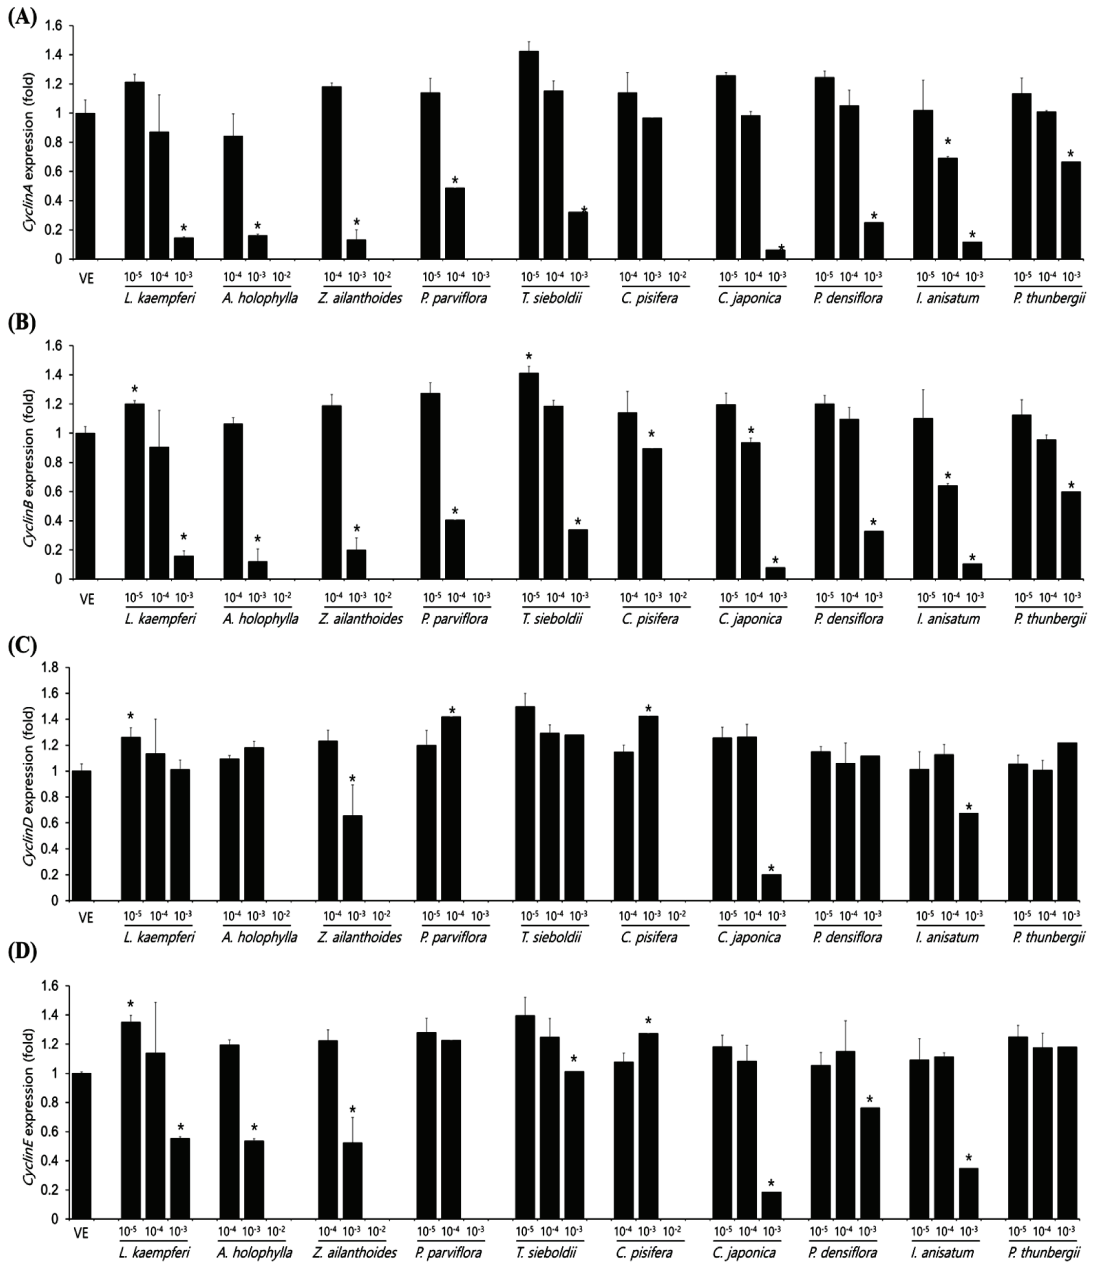 (A)
CyclinA expression (fold)
1.6
1.4
1.2
1
0.8
0.6
0.4
0.2
0
* * * * * * * * * *
VE 10-5 10-4 10-3 10-4 10-3 10-2 10-4 10-3 10-2 10-5 10-4 10-3 10-5 10-4 10-3 10-4 10-3 10-2 10-5 10-4 10-3 10-5 10-4 10-3 10-5 10-4 10-3 10-5 10-4 10-3
L. kaempferi A. holophylla Z. ailanthoides P. parviflora T. sieboldii C. pisifera C. japonica P. densiflora I. anisatum P. thunbergii
(B)
CyclinB expression (fold)
1.6
1.4
1.2
1
0.8
0.6
0.4
0.2
0
* * * * * * * * * * * * * *
VE 10-5 10-4 10-3 10-4 10-3 10-2 10-4 10-3 10-2 10-5 10-4 10-3 10-5 10-4 10-3 10-4 10-3 10-2 10-5 10-4 10-3 10-5 10-4 10-3 10-5 10-4 10-3 10-5 10-4 10-3
L. kaempferi A. holophylla Z. ailanthoides P. parviflora T. sieboldii C. pisifera C. japonica P. densiflora I. anisatum P. thunbergii
(C)
CyclinD expression (fold)
1.8
1.6
1.4
1.2
1
0.8
0.6
0.4
0.2
0
* * * * * *
VE 10-5 10-4 10-3 10-4 10-3 10-2 10-4 10-3 10-2 10-5 10-4 10-3 10-5 10-4 10-3 10-4 10-3 10-2 10-5 10-4 10-3 10-5 10-4 10-3 10-5 10-4 10-3 10-5 10-4 10-3
L. kaempferi A. holophylla Z. ailanthoides P. parviflora T. sieboldii C. pisifera C. japonica P. densiflora I. anisatum P. thunbergii
(D)
CyclinE expression (fold)
1.6
1.4
1.2
1
0.8
0.6
0.4
0.2
0
* * * * * * * * *
VE 10-5 10-4 10-3 10-4 10-3 10-2 10-4 10-3 10-2 10-5 10-4 10-3 10-5 10-4 10-3 10-4 10-3 10-2 10-5 10-4 10-3 10-5 10-4 10-3 10-5 10-4 10-3 10-5 10-4 10-3
L. kaempferi A. holophylla Z. ailanthoides P. parviflora T. sieboldii C. pisifera C. japonica P. densiflora I. anisatum P. thunbergii